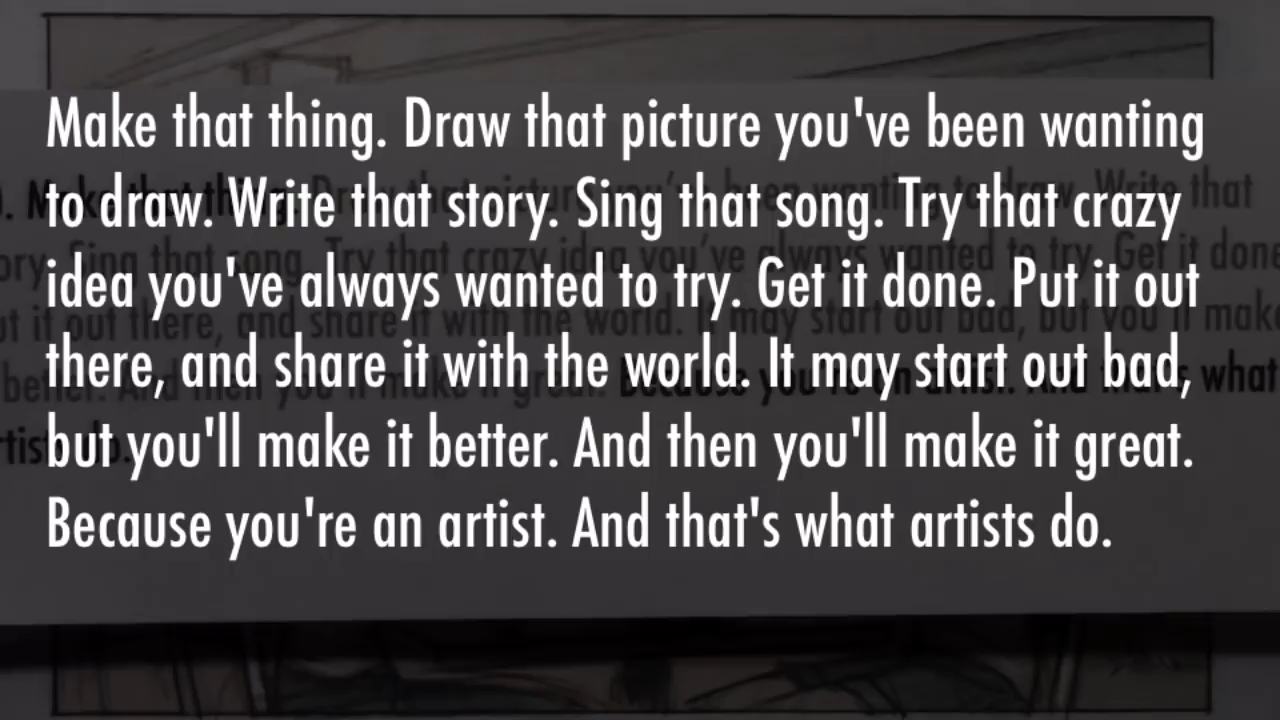 Make that thing. Draw that picture you've been wanting
to draw. Write that story. Sing that song. Try that crazy
idea you've always wanted to try. Get it done. Put it out
there, and share it with the world. It may start out bad,
but you'll make it better. And then you'll make it great.
Because you're an artist. And that's what artists do.